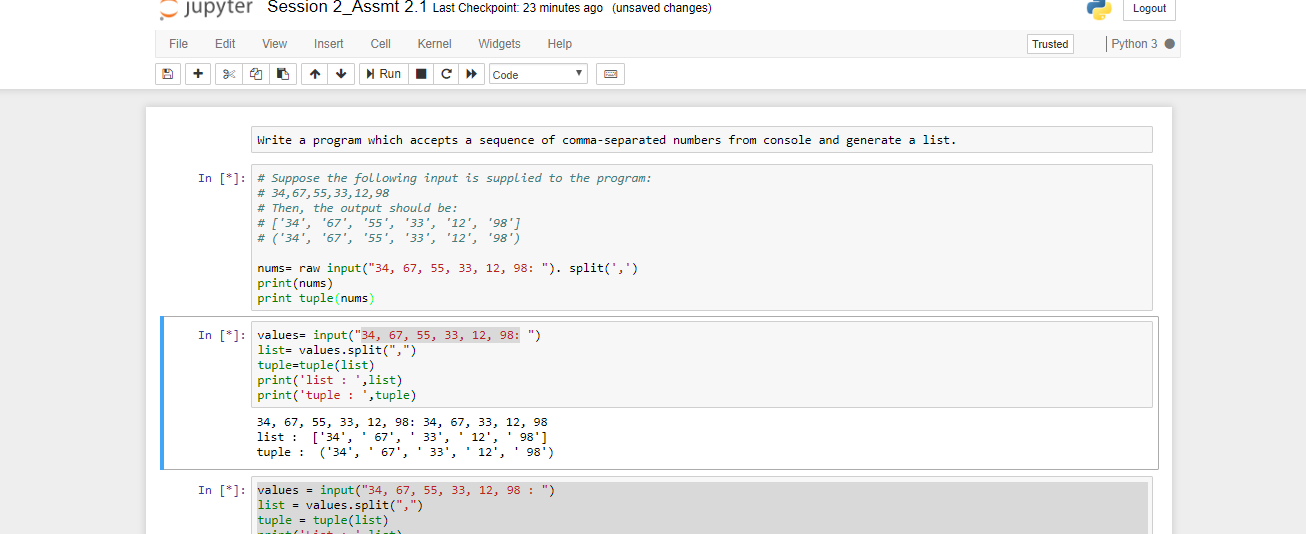 jupyter Session 2_Assmt 2.1 Last Checkpoint: 23 minutes ago (unsaved changes) Logout
File Edit View Insert Cell Kernel Widgets Help Trusted Python 3
Run Code
Write a program which accepts a sequence of comma-separated numbers from console and generate a list.
In [*]: # Suppose the following input is supplied to the program:
# 34,67,55,33,12,98
# Then, the output should be:
# ['34', '67', '55', '33', '12', '98']
# ('34', '67', '55', '33', '12', '98')
nums= raw input("34, 67, 55, 33, 12, 98: "). split(',')
print(nums)
print tuple(nums)
In [*]: values= input("34, 67, 55, 33, 12, 98: ")
list= values.split(",")
tuple=tuple(list)
print('list : ',list)
print('tuple : ',tuple)
34, 67, 55, 33, 12, 98: 34, 67, 33, 12, 98
list :  ['34', ' 67', ' 33', ' 12', ' 98']
tuple :  ('34', ' 67', ' 33', ' 12', ' 98')
In [*]: values = input("34, 67, 55, 33, 12, 98 : ")
list = values.split(",")
tuple = tuple(list)